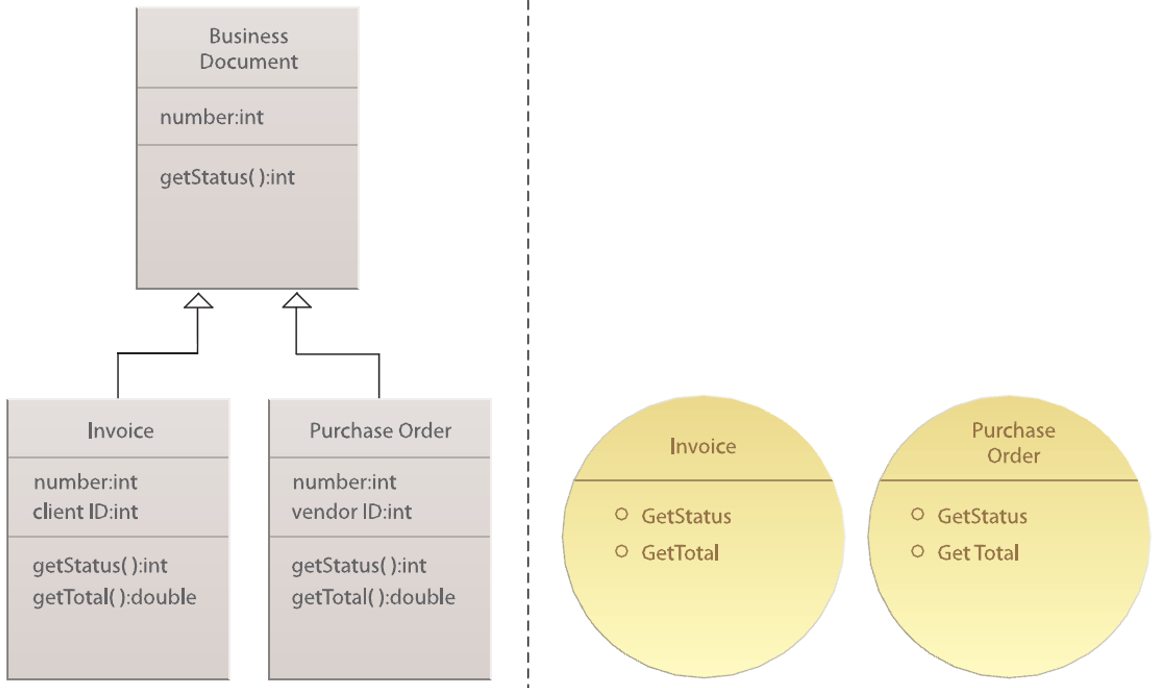 Business
Document
number:int
getStatus( ):int
Invoice
number:int
client ID:int
getStatus( ):int
getTotal( ):double
Purchase Order
number:int
vendor ID:int
getStatus( ):int
getTotal( ):double
Invoice
GetStatus
GetTotal
Purchase
Order
GetStatus
Get Total